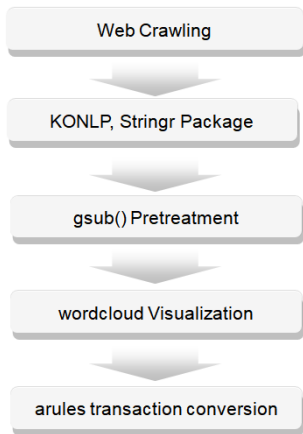 Web Crawling
KONLP, Stringr Package
gsub() Pretreatment
wordcloud Visualization
arules transaction conversion